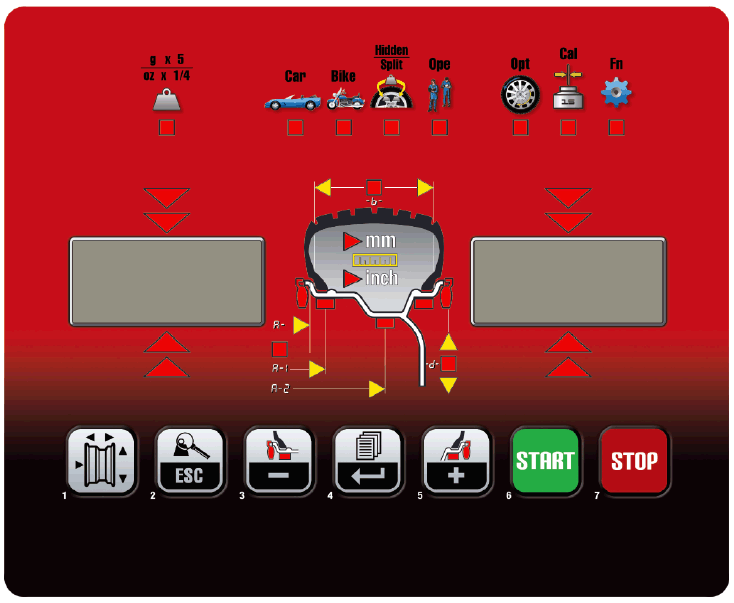 g x 5
oz x 1/4
Car
Bike
Hidden
Split
Ope
Opt
Cal
Fn
-b-
mm
inch
A-
A-1
A-2
-d-
ESC
START
STOP
1
2
3
4
5
6
7